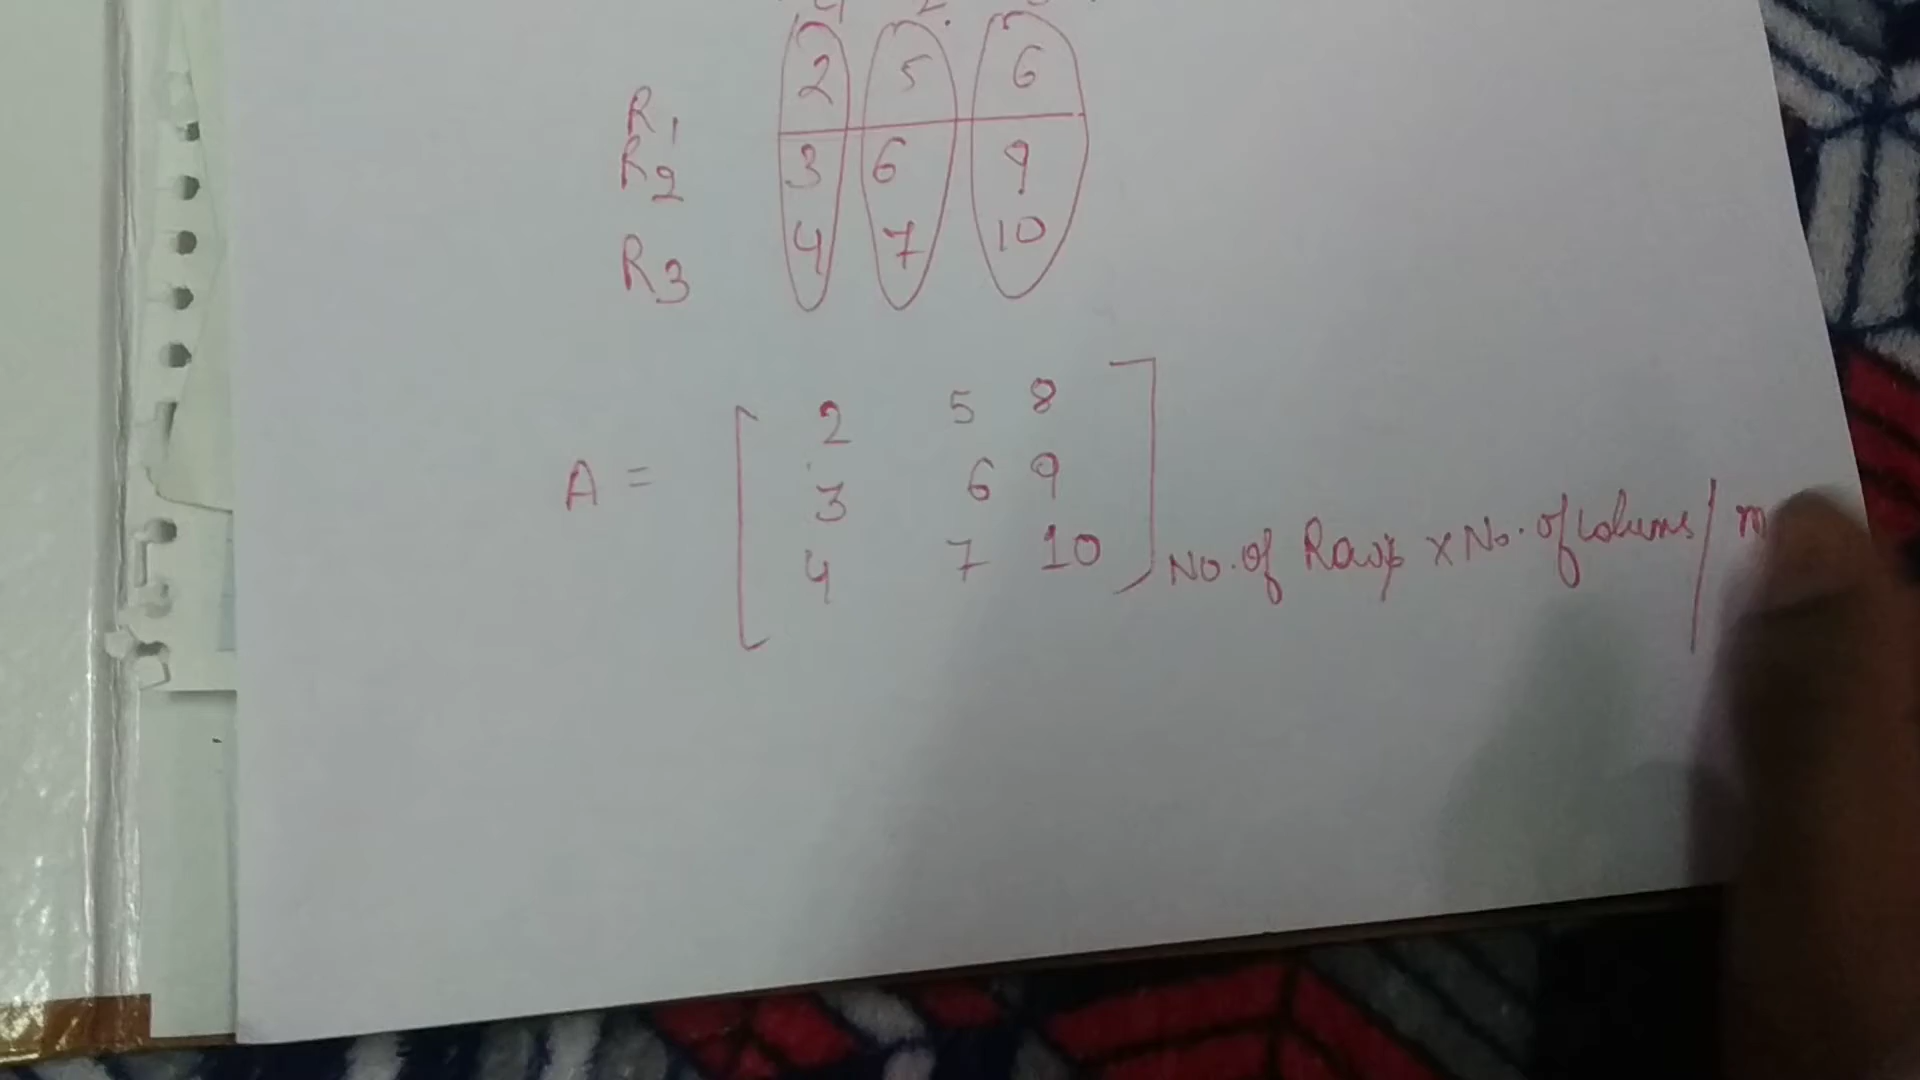 2 5 6
R1
R2 3 6 9
R3 4 7 10
2 5 8
A = 3 6 9
4 7 10 No. of Rows x No. of colums / m